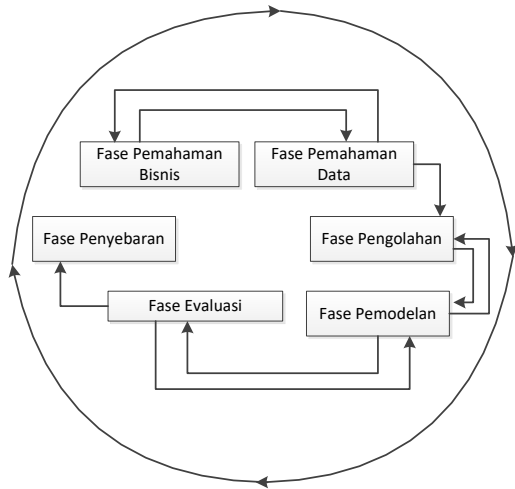 Fase Pemahaman
Bisnis
Fase Pemahaman
Data
Fase Penyebaran
Fase Pengolahan
Fase Evaluasi
Fase Pemodelan